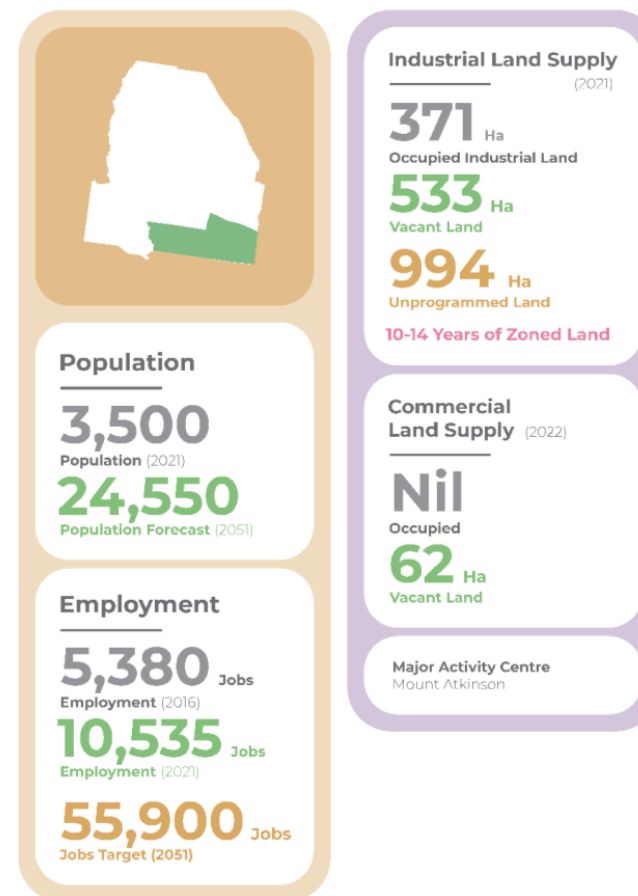 Population
3,500
Population (2021)
24,550
Population Forecast (2051)
Employment
5,380 Jobs
Employment (2016)
10,535 Jobs
Employment (2021)
55,900 Jobs
Jobs Target (2051)
Industrial Land Supply
(2021)
371 Ha
Occupied Industrial Land
533 Ha
Vacant Land
994 Ha
Unprogrammed Land
10-14 Years of Zoned Land
Commercial
Land Supply (2022)
Nil
Occupied
62 Ha
Vacant Land
Major Activity Centre
Mount Atkinson